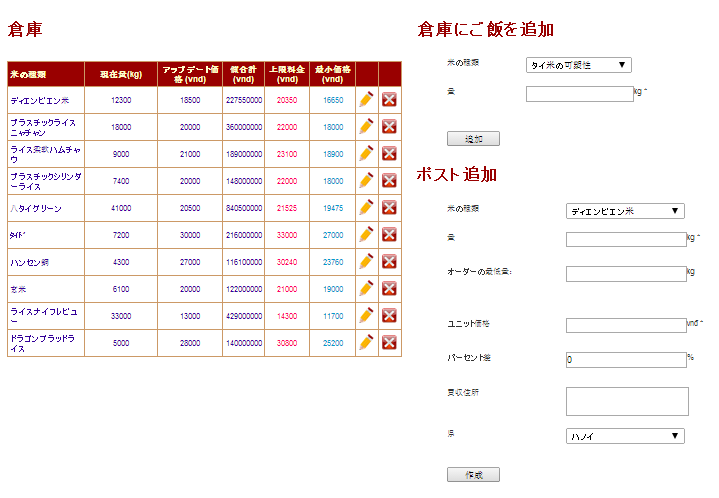 倉庫
米の種類 現在質(kg) アップデート価格 (vnd) 値合計 (vnd) 上限料金 (vnd) 最小価格 (vnd)
ディエンビエン米 12300 18500 227550000 20350 16650
プラスチックライスニャチャン 18000 20000 360000000 22000 18000
ライス柔軟ハムチャウ 9000 21000 189000000 23100 18900
プラスチックシリンダーライス 7400 20000 148000000 22000 18000
八タイグリーン 41000 20500 840500000 21525 19475
7200 30000 216000000 33000 27000
ハンセン銅 4300 27000 116100000 30240 23760
玄米 6100 20000 122000000 21000 19000
ライスナイフレビュー 33000 13000 429000000 14300 11700
ドラゴンブラッドライス 5000 28000 140000000 30800 25200
倉庫にご飯を追加
米の種類 タイ米の可能性
量 kg *
追加
ポスト追加
米の種類 ディエンビエン米
量 kg *
オーダーの最低量: kg
ユニット価格 vnđ *
パーセント後 0 %
買収住所
県 ハノイ
作成